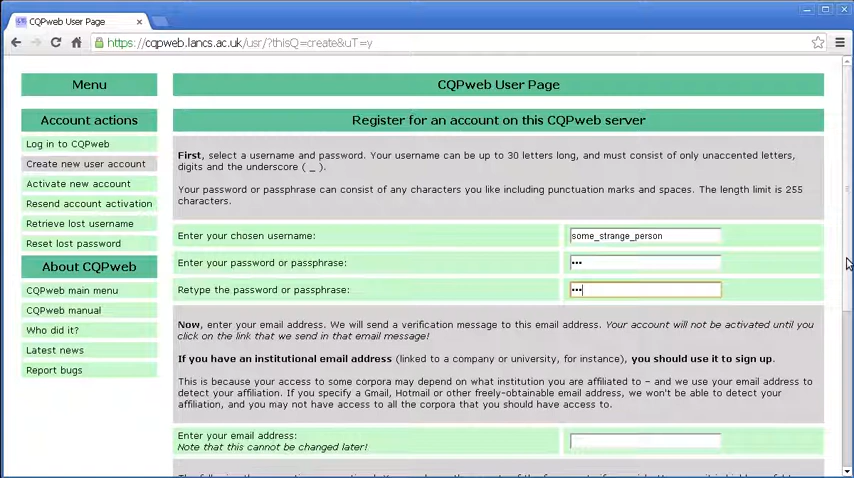 CQPweb User Page
https://cqpweb.lancs.ac.uk/usr/?thisQ=create&uT=y
Menu
CQPweb User Page
Account actions
Log in to CQPweb
Create new user account
Activate new account
Resend account activation
Retrieve lost username
Reset lost password
About CQPweb
CQPweb main menu
CQPweb manual
Who did it?
Latest news
Report bugs
Register for an account on this CQPweb server
First, select a username and password. Your username can be up to 30 letters long, and must consist of only unaccented letters,
digits and the underscore ( _ ).
Your password or passphrase can consist of any characters you like including punctuation marks and spaces. The length limit is 255
characters.
Enter your chosen username:
some_strange_person
Enter your password or passphrase:
•••
Retype the password or passphrase:
•••
Now, enter your email address. We will send a verification message to this email address. Your account will not be activated until you
click on the link that we send in that email message!
If you have an institutional email address (linked to a company or university, for instance), you should use it to sign up.
This is because your access to some corpora may depend on what institution you are affiliated to – and we use your email address to
detect your affiliation. If you specify a Gmail, Hotmail or other freely-obtainable email address, we won't be able to detect your
affiliation, and you may not have access to all the corpora that you should have access to.
Enter your email address:
Note that this cannot be changed later!